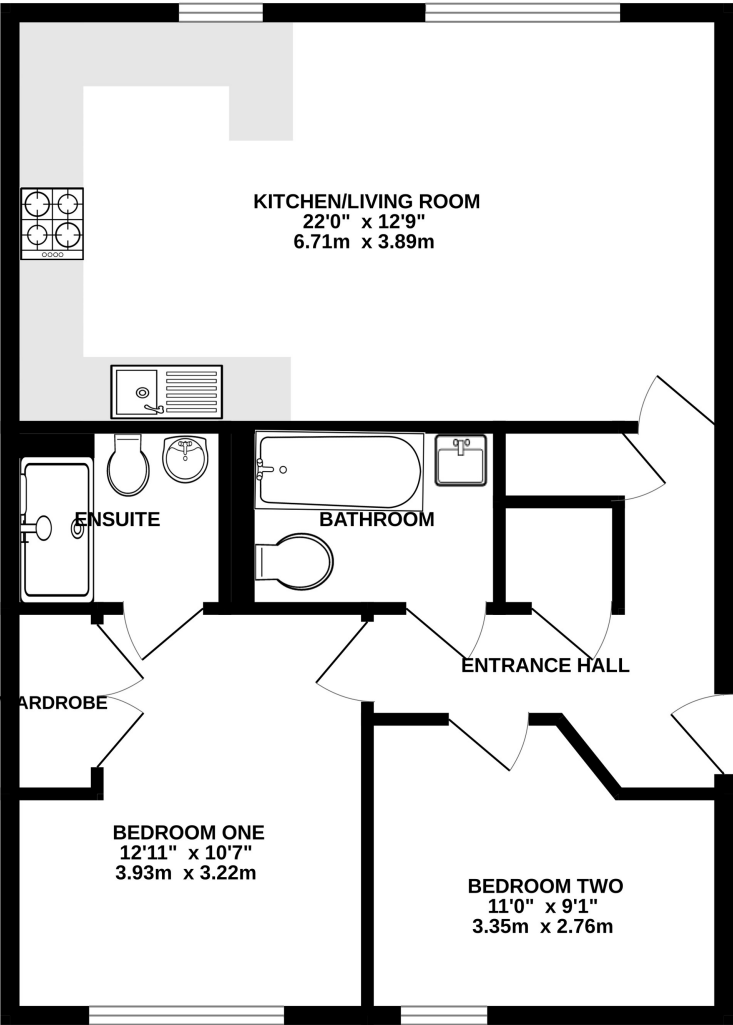 KITCHEN/LIVING ROOM
22'0" x 12'9"
6.71m x 3.89m
ENSUITE
BATHROOM
ENTRANCE HALL
ARDROBE
BEDROOM ONE
12'11" x 10'7"
3.93m x 3.22m
BEDROOM TWO
11'0" x 9'1"
3.35m x 2.76m